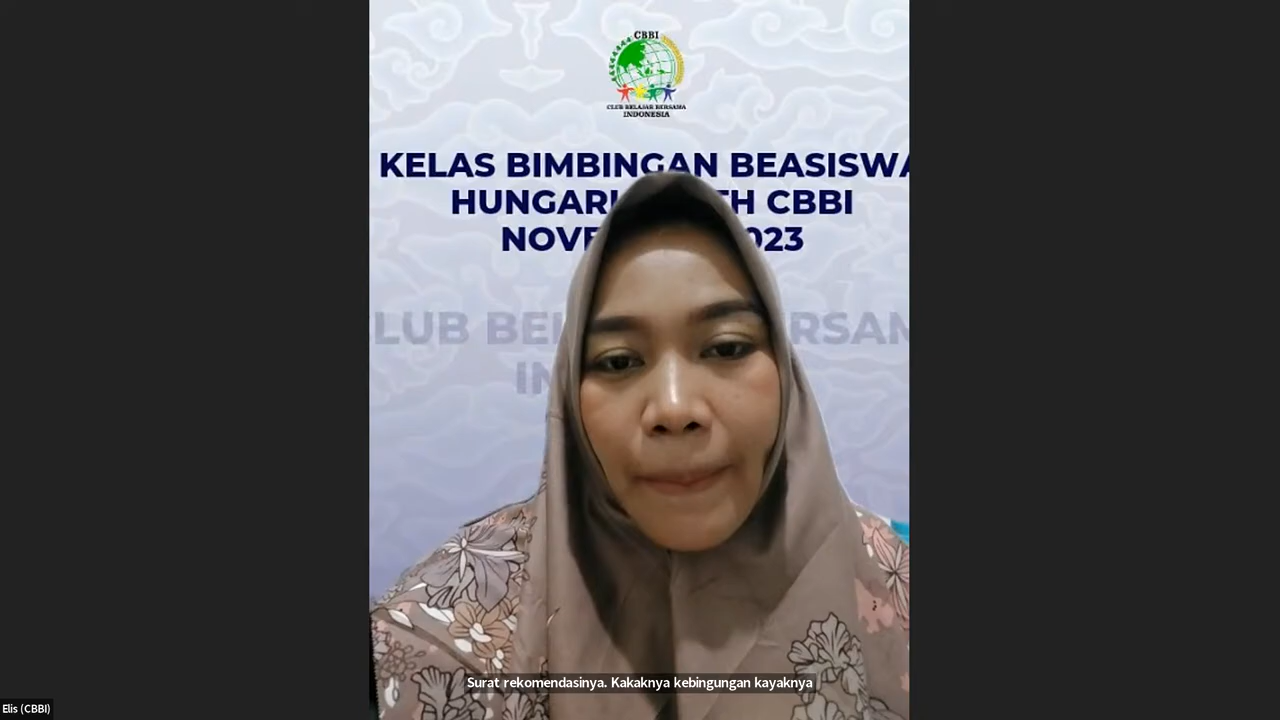 CBBI
CLUB BELAJAR BERSAMA
INDONESIA
KELAS BIMBINGAN BEASISWA
HUNGARI CBBI
NOVE 023
LUB BE RSAM
IN
Surat rekomendasinya. Kakaknya kebingungan kayaknya
Elis (CBBI)